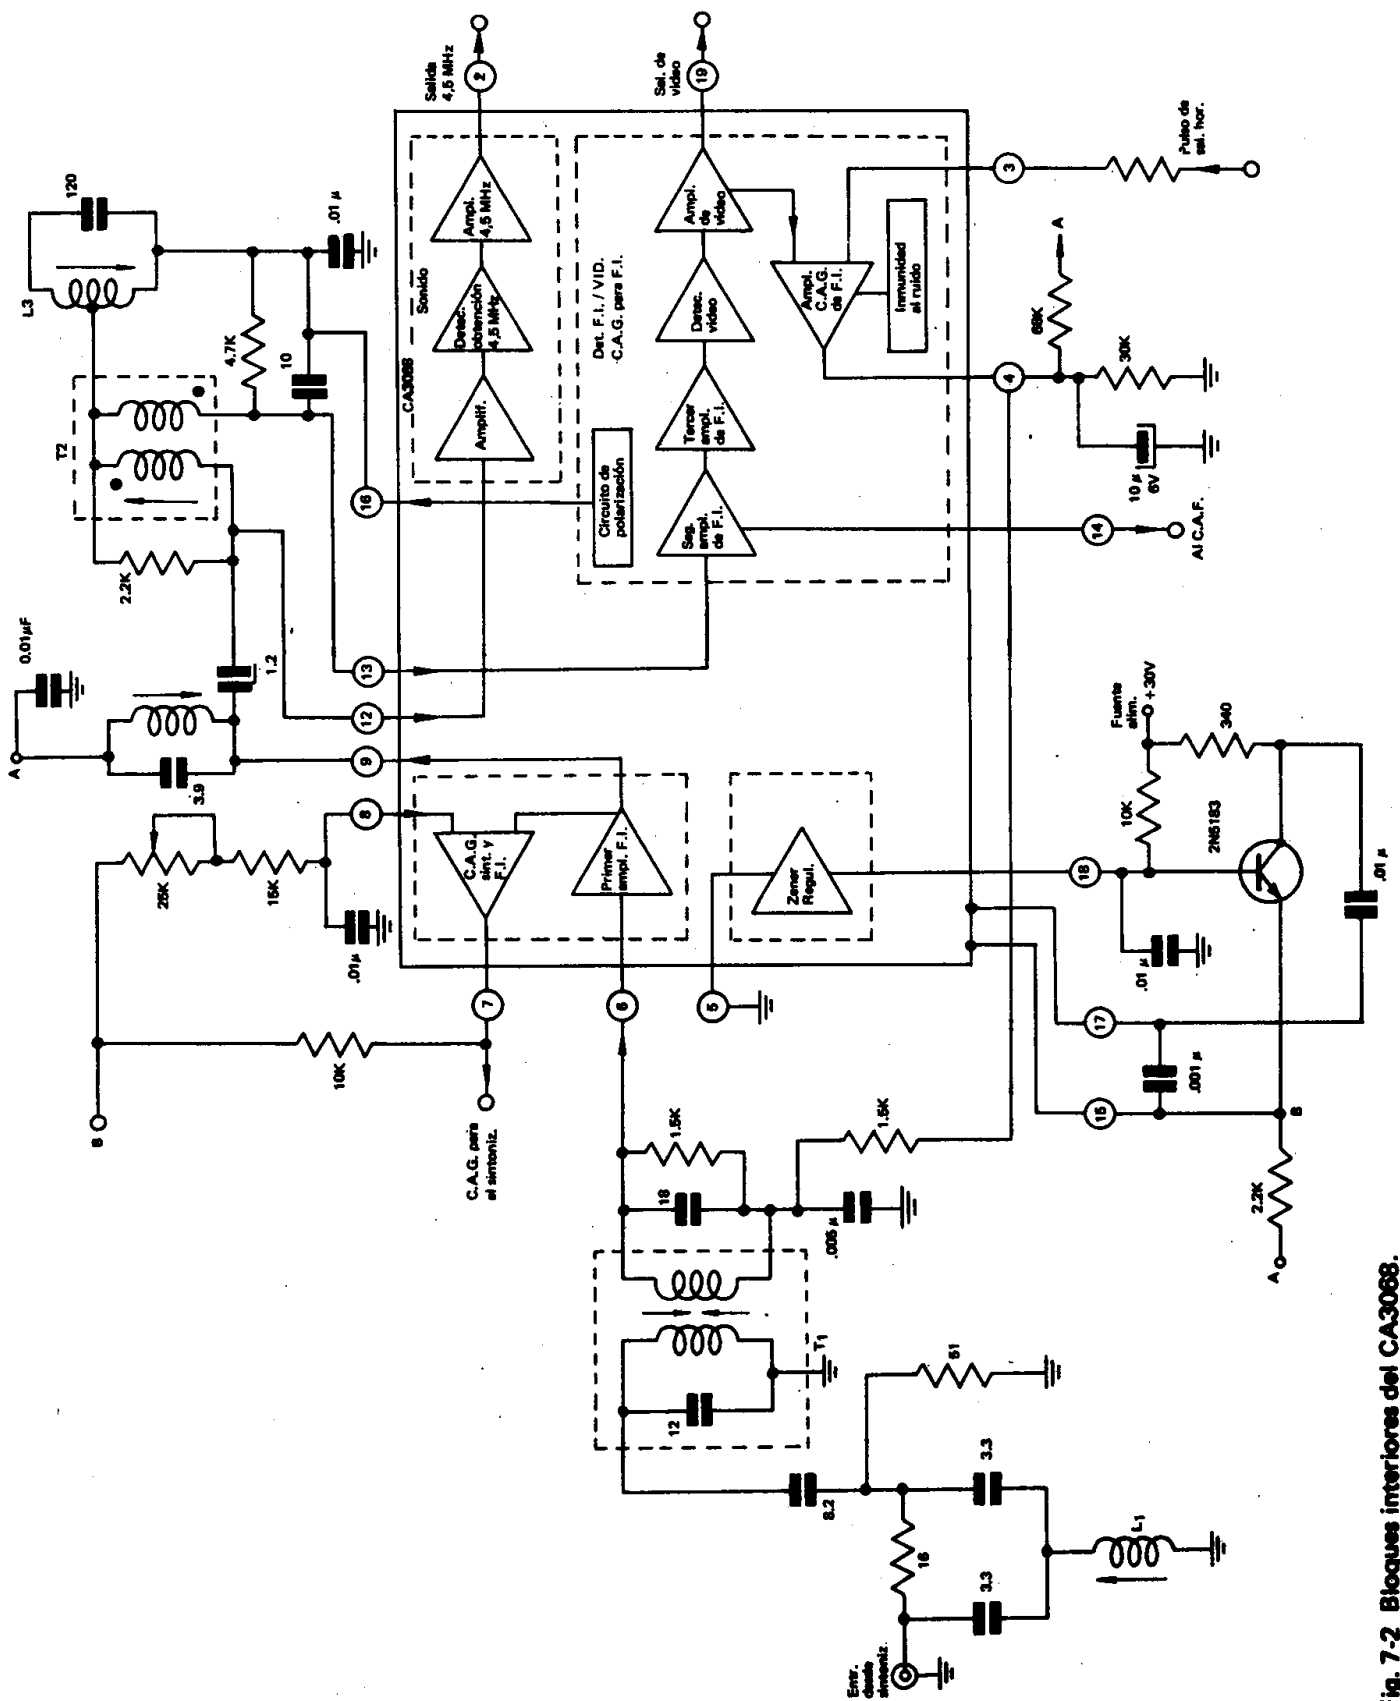 Entr.
desde
sintoniz.
16
3.3
3.3
L1
51
8.2
12
T1
18
1.5K
.005 µ
1.5K
B
10K
C.A.G. para
el sintoniz.
25K
15K
.01µ
A
0.01µF
3.9
1.2
2.2K
T2
4.7K
10
L3
120
.01 µ
7
6
5
8
9
12
13
16
C.A.G.
sint. y
F.I.
Primer
ampl. F.I.
Zener
Regul.
CA3068
Sonido
Amplif.
Detec.
obtención
4,5 MHz
Ampl.
4,5 MHz
Salida
4,5 MHz
2
Circuito de
polarización
Det. F.I. / VID.
C.A.G. para F.I.
Seg.
ampl.
de F.I.
Tercer
ampl.
de F.I.
Detec.
video
Ampl.
de
video
Sal. de
video
19
Ampl.
C.A.G.
de F.I.
Inmunidad
al ruido
3
Pulso de
sal. hor.
4
68K
A
30K
10 µ
6V
14
Al C.A.F.
18
.01 µ
10K
Fuente
alim.
+30V
340
2N5183
.01 µ
17
.001 µ
15
B
2.2K
A
Fig. 7-2 Bloques interiores del CA3068.